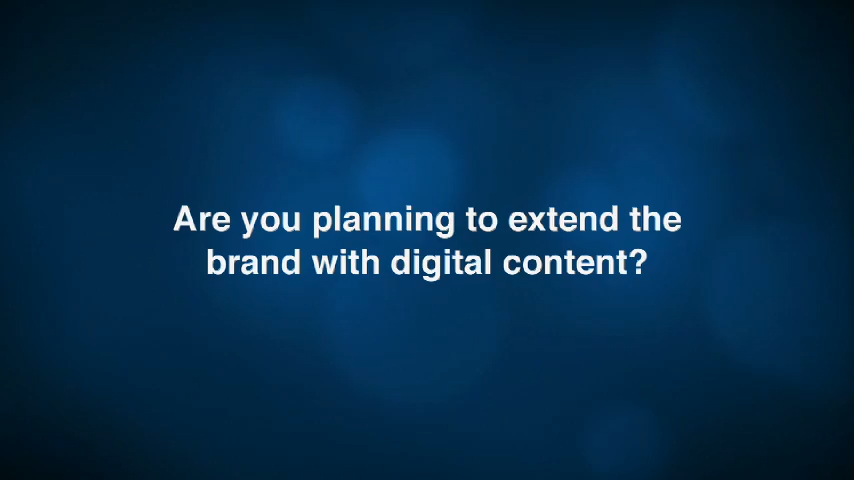 Are you planning to extend the
brand with digital content?